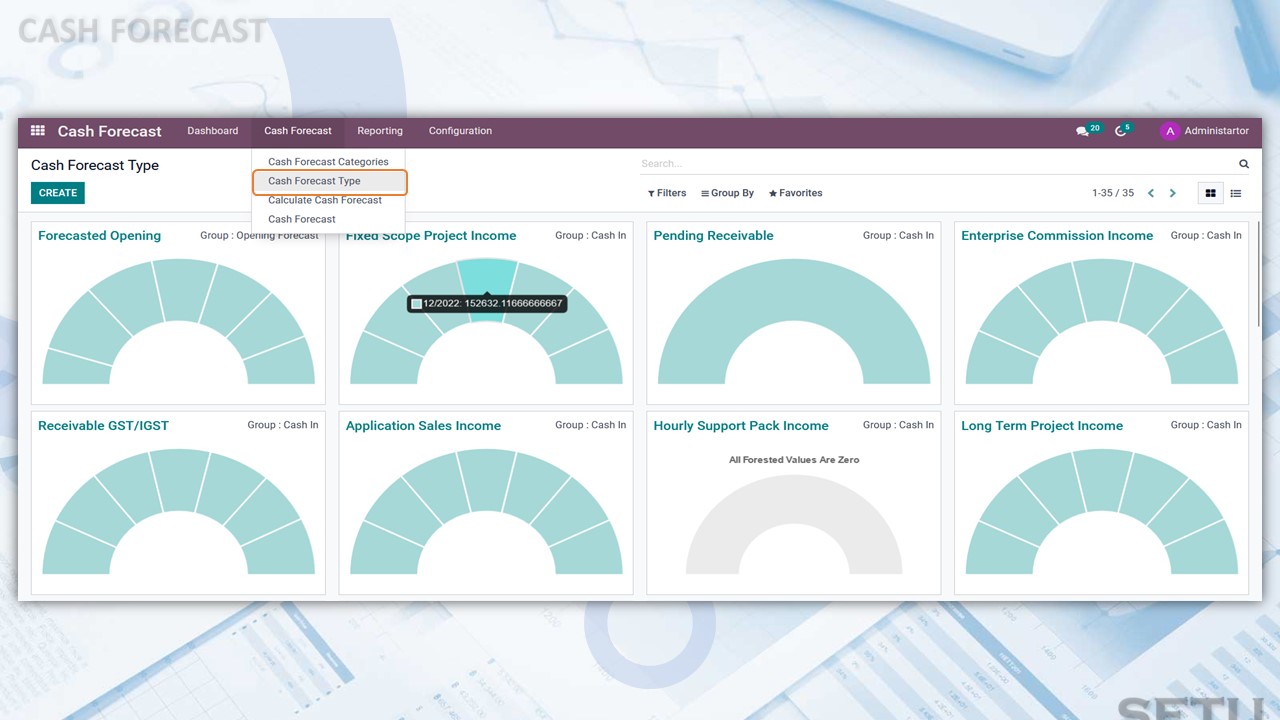 CASH FORECAST
Cash Forecast
Dashboard
Cash Forecast
Reporting
Configuration
20
5
A
Administartor
Cash Forecast Type
Cash Forecast Categories
Cash Forecast Type
Calculate Cash Forecast
Cash Forecast
Search...
CREATE
Filters
Group By
Favorites
1-35 / 35
Forecasted Opening
Group : Opening Forecast
Fixed Scope Project Income
Group : Cash In
12/2022: 152632.11666666667
Pending Receivable
Group : Cash In
Enterprise Commission Income
Group : Cash In
Receivable GST/IGST
Group : Cash In
Application Sales Income
Group : Cash In
Hourly Support Pack Income
Group : Cash In
All Forested Values Are Zero
Long Term Project Income
Group : Cash In
SETU